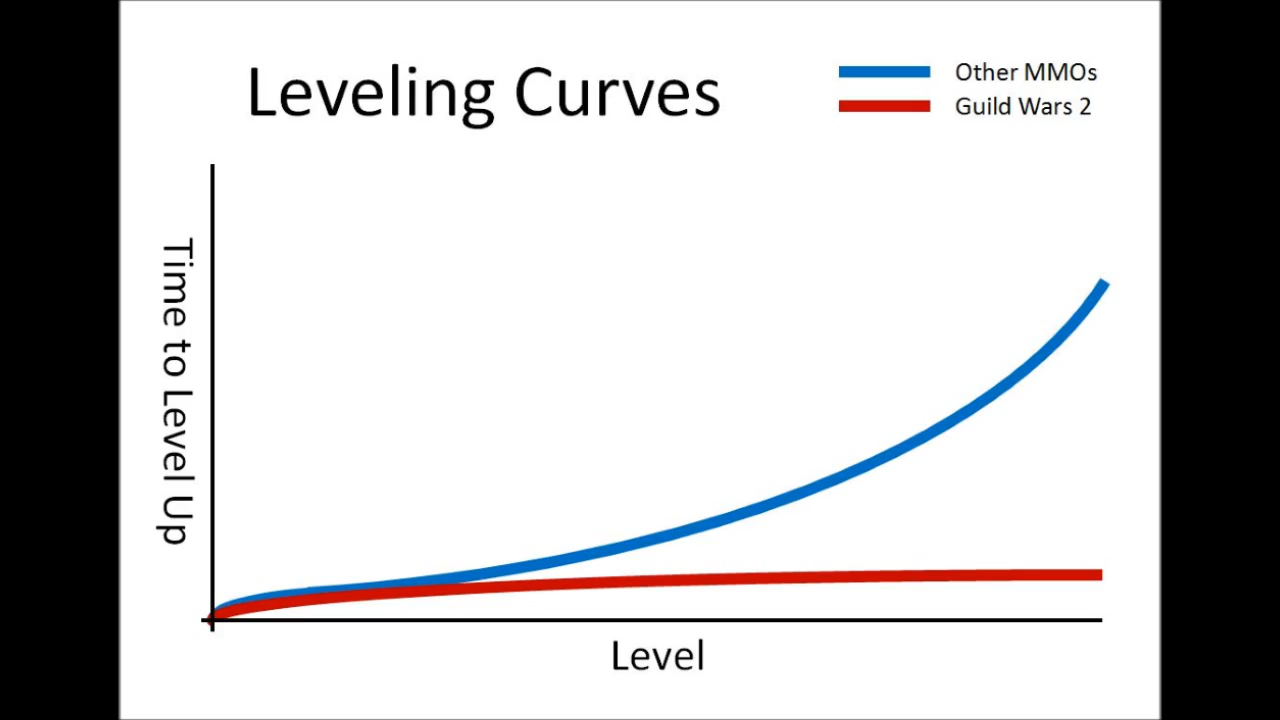 Leveling Curves
Other MMOs
Guild Wars 2
Time to Level Up
Level